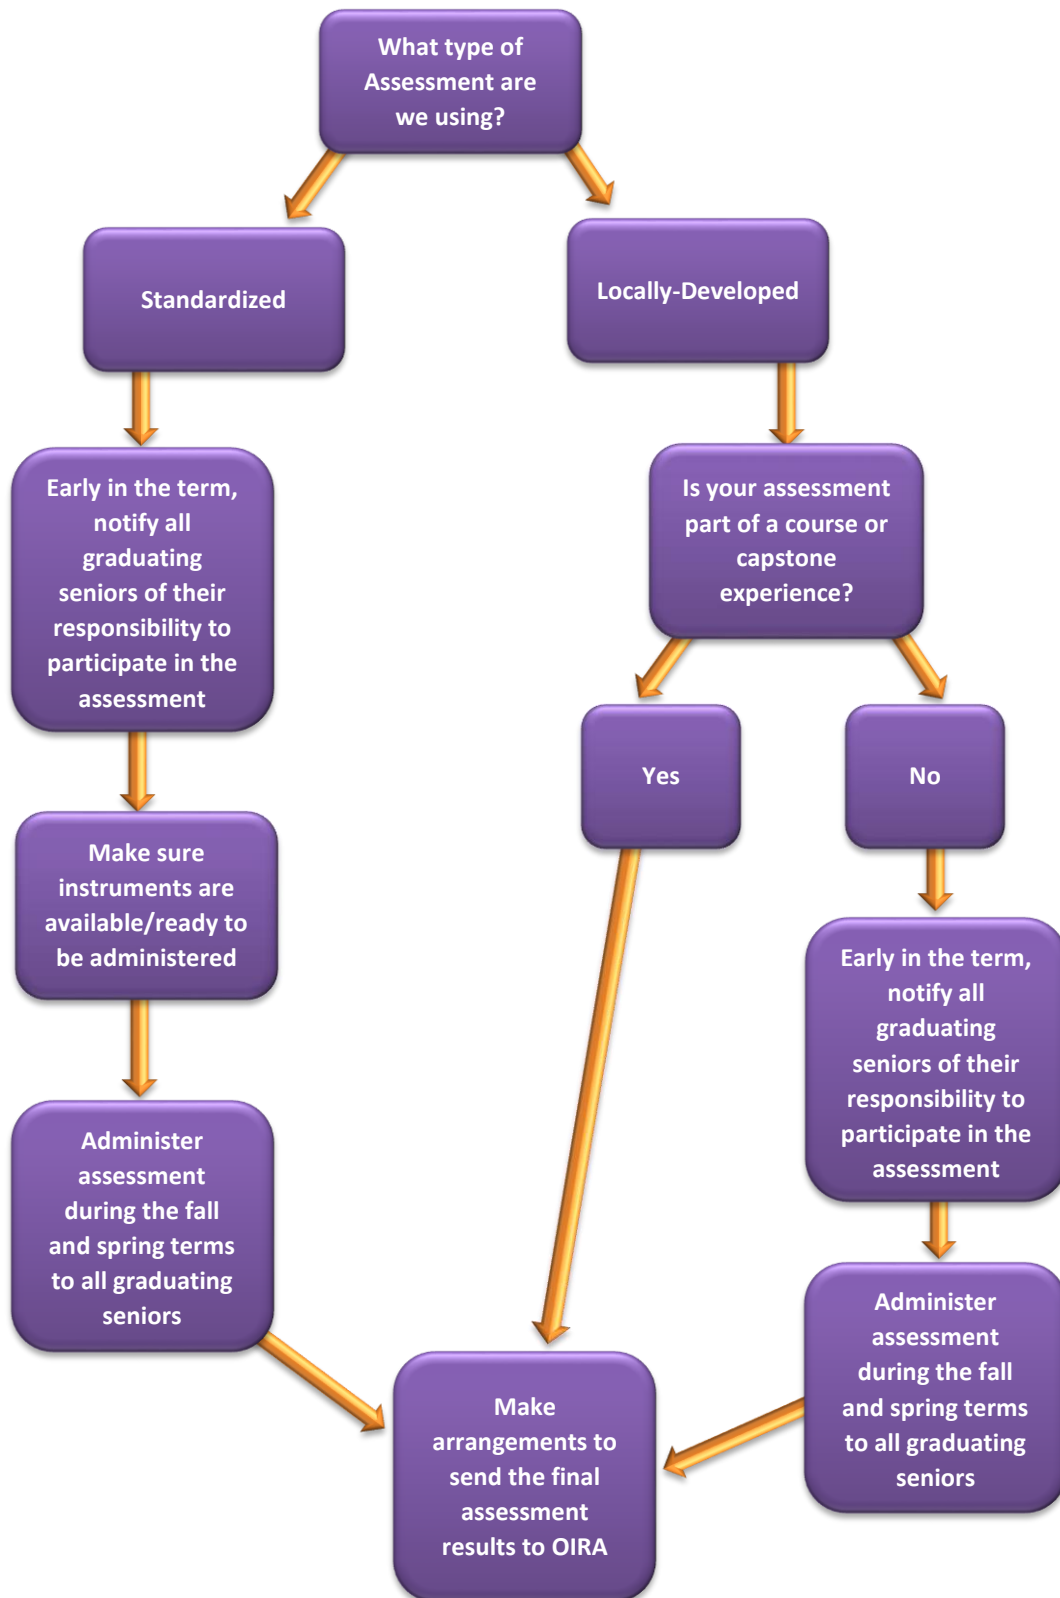 What type of
Assessment are
we using?
Standardized
Locally-Developed
Early in the term,
notify all
graduating
seniors of their
responsibility to
participate in the
assessment
Is your assessment
part of a course or
capstone
experience?
Yes
No
Make sure
instruments are
available/ready to
be administered
Early in the term,
notify all
graduating
seniors of their
responsibility to
participate in the
assessment
Administer
assessment
during the fall
and spring terms
to all graduating
seniors
Administer
assessment
during the fall
and spring terms
to all graduating
seniors
Make
arrangements to
send the final
assessment
results to OIRA